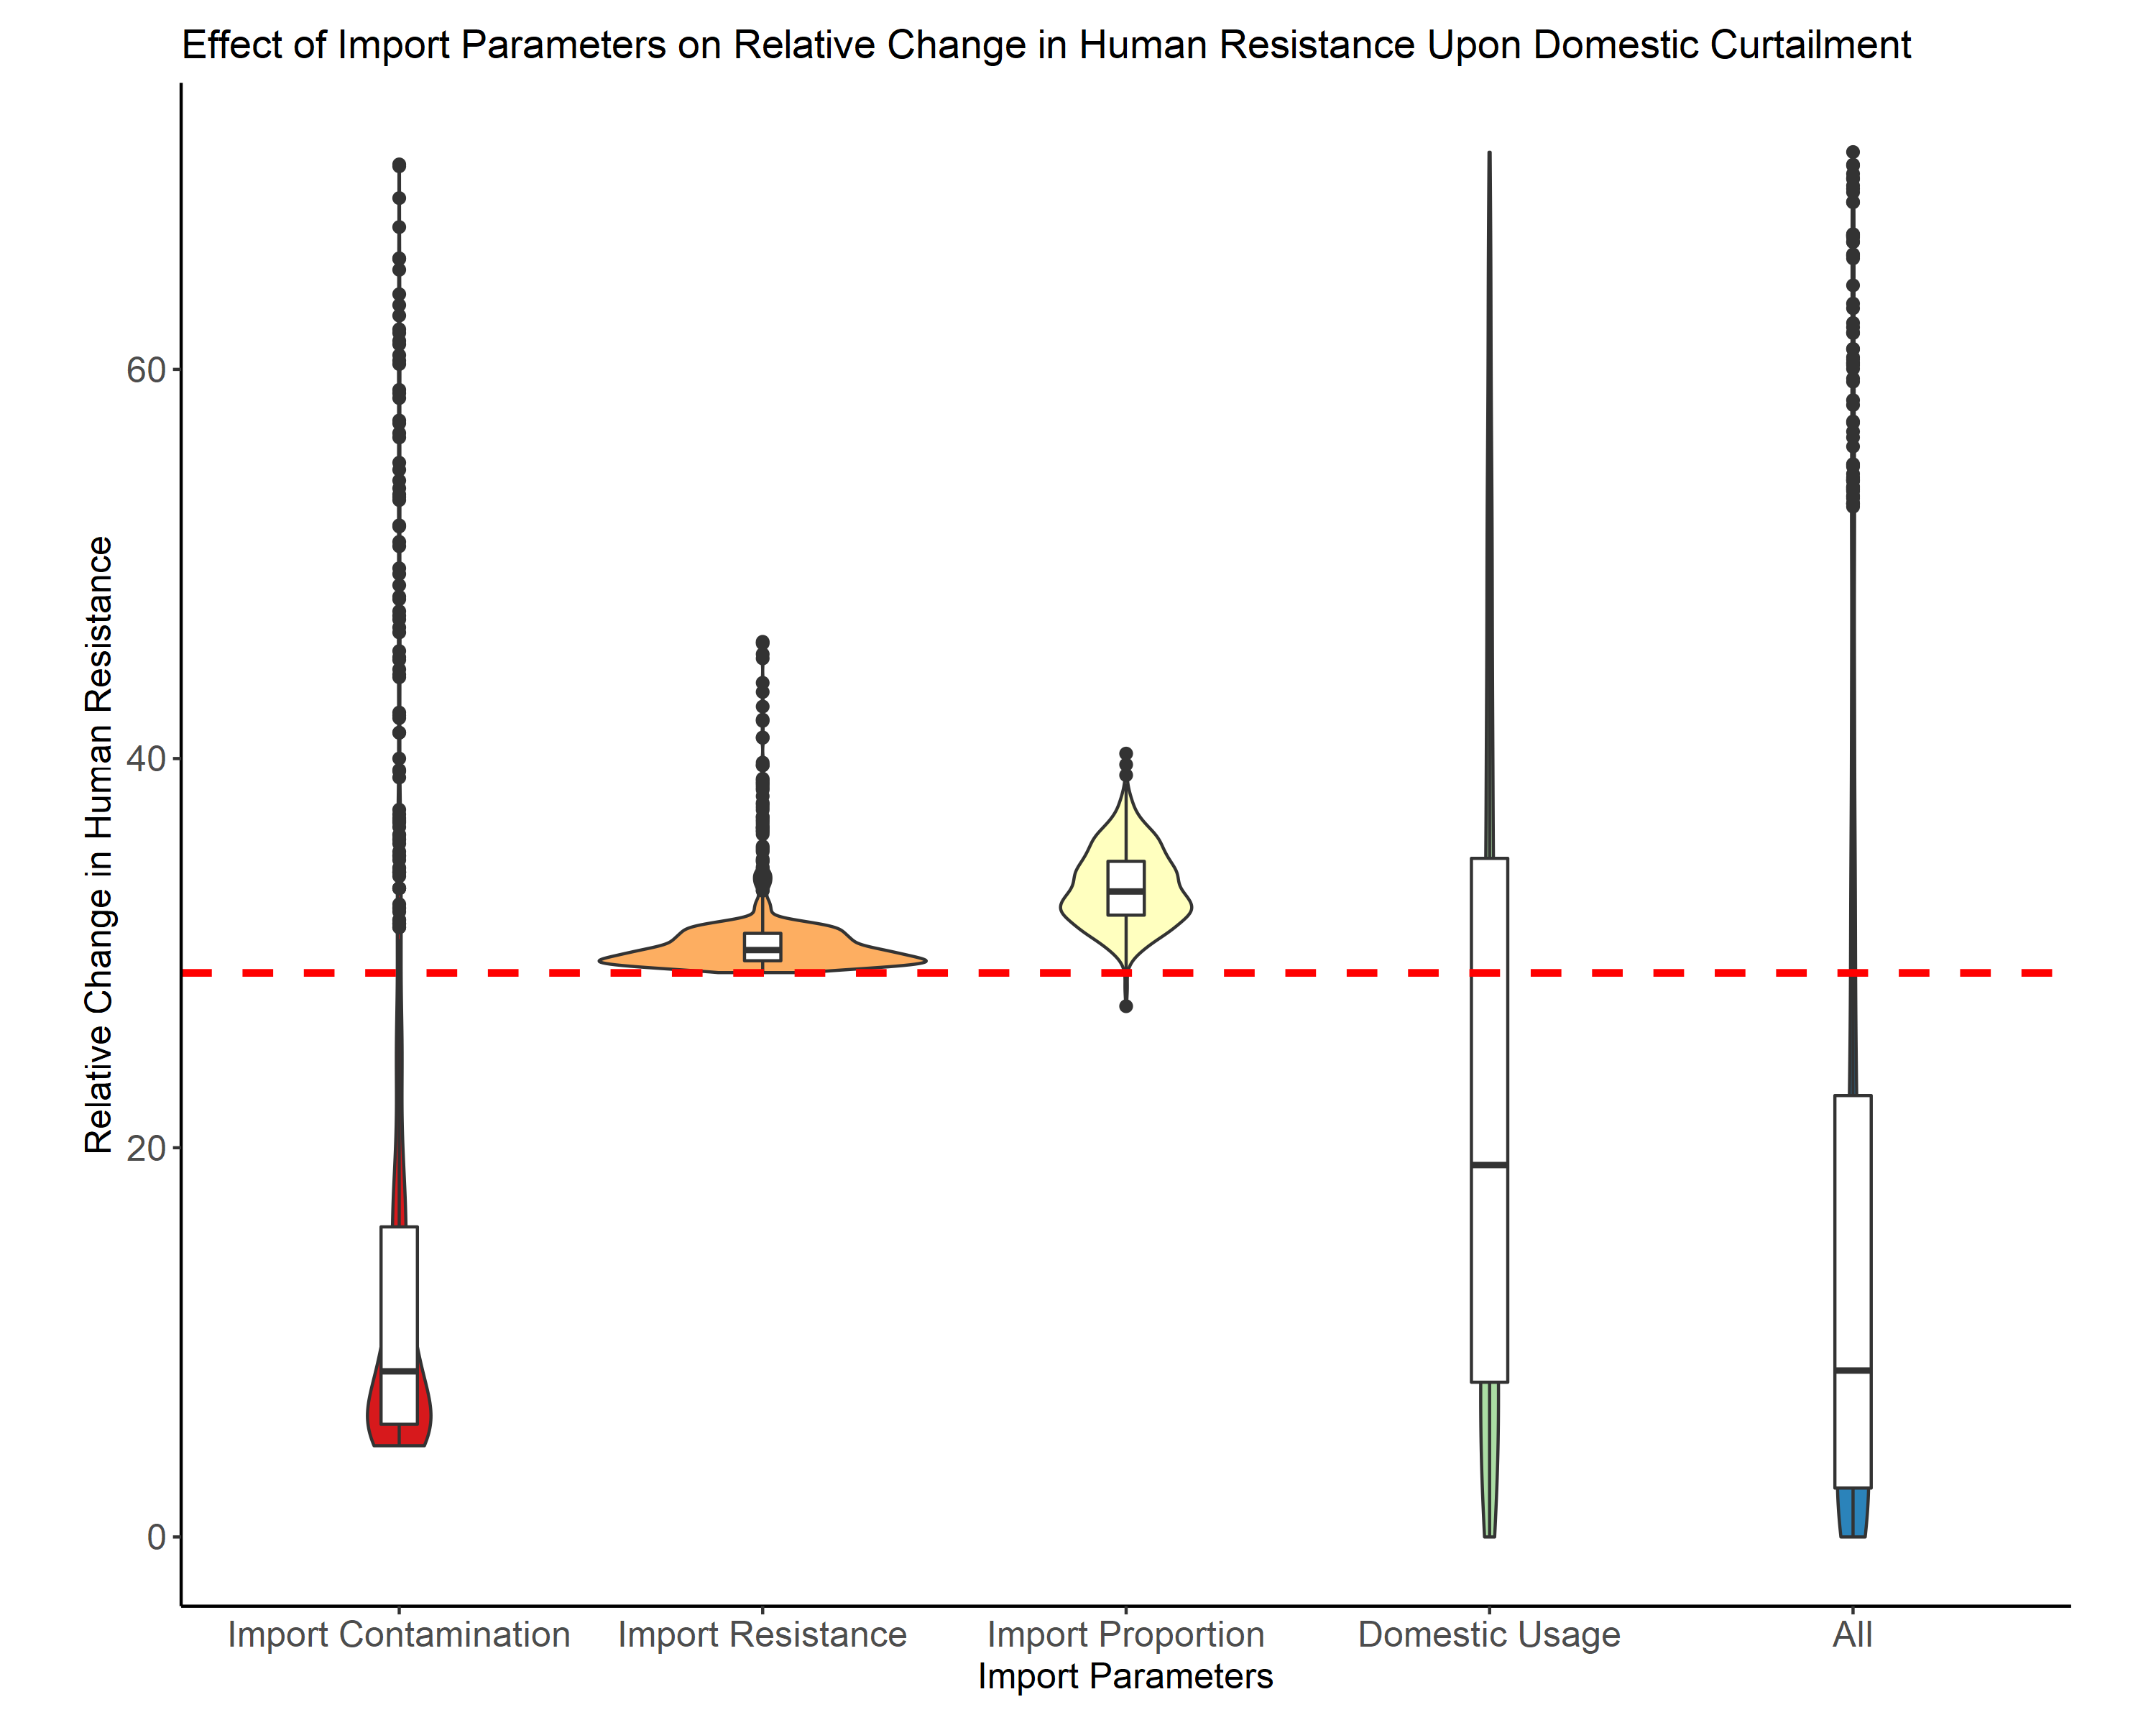 Effect of Import Parameters on Relative Change in Human Resistance Upon Domestic Curtailment
Relative Change in Human Resistance
60
40
20
0
Import Contamination
Import Resistance
Import Proportion
Domestic Usage
All
Import Parameters